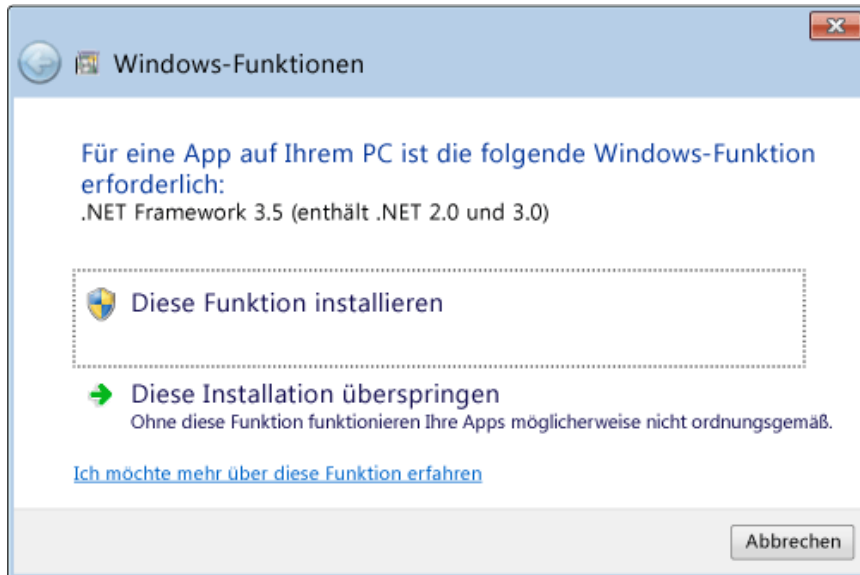 Windows-Funktionen
Für eine App auf Ihrem PC ist die folgende Windows-Funktion
erforderlich:
.NET Framework 3.5 (enthält .NET 2.0 und 3.0)
Diese Funktion installieren
Diese Installation überspringen
Ohne diese Funktion funktionieren Ihre Apps möglicherweise nicht ordnungsgemäß.
Ich möchte mehr über diese Funktion erfahren
Abbrechen